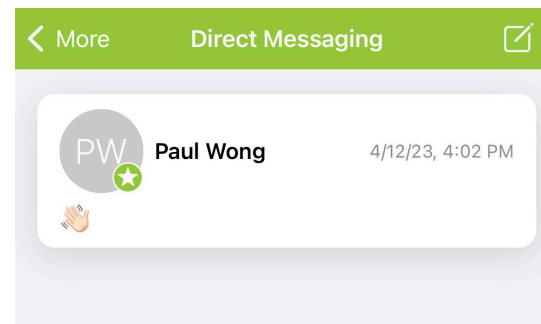 More
Direct Messaging
PW
Paul Wong
4/12/23, 4:02 PM
👋🏻